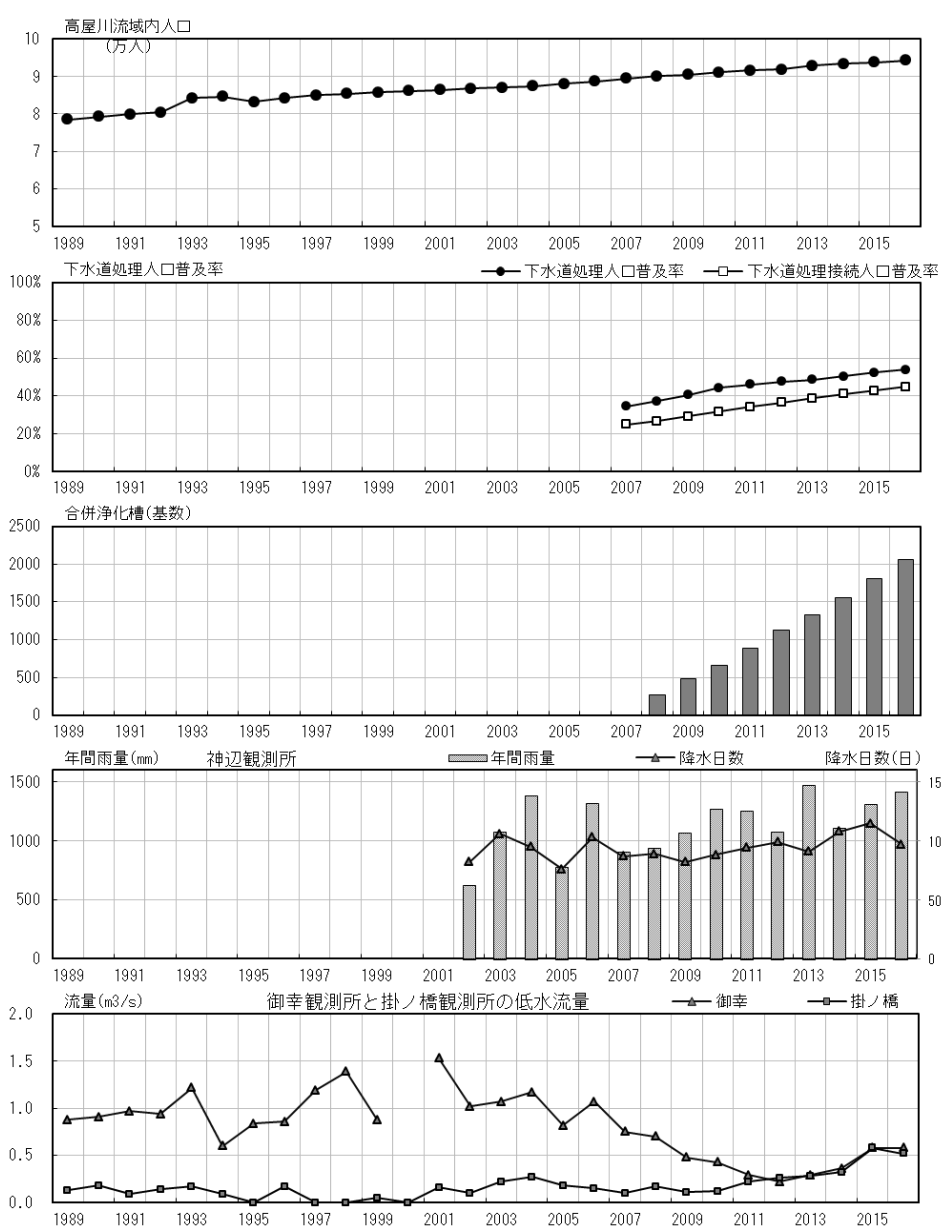 高屋川流域内人口
(万人)
10
9
8
7
6
5
1989 1991 1993 1995 1997 1999 2001 2003 2005 2007 2009 2011 2013 2015
下水道処理人口普及率 下水道処理人口普及率 下水道処理接続人口普及率
100%
80%
60%
40%
20%
0%
1989 1991 1993 1995 1997 1999 2001 2003 2005 2007 2009 2011 2013 2015
合併浄化槽(基数)
2500
2000
1500
1000
500
0
1989 1991 1993 1995 1997 1999 2001 2003 2005 2007 2009 2011 2013 2015
年間雨量(mm) 神辺観測所 年間雨量 降水日数 降水日数(日)
1500 15
1000 10
500 50
0 0
1989 1991 1993 1995 1997 1999 2001 2003 2005 2007 2009 2011 2013 2015
流量(m3/s) 御幸観測所と掛ノ橋観測所の低水流量 御幸 掛ノ橋
2.0
1.5
1.0
0.5
0.0
1989 1991 1993 1995 1997 1999 2001 2003 2005 2007 2009 2011 2013 2015